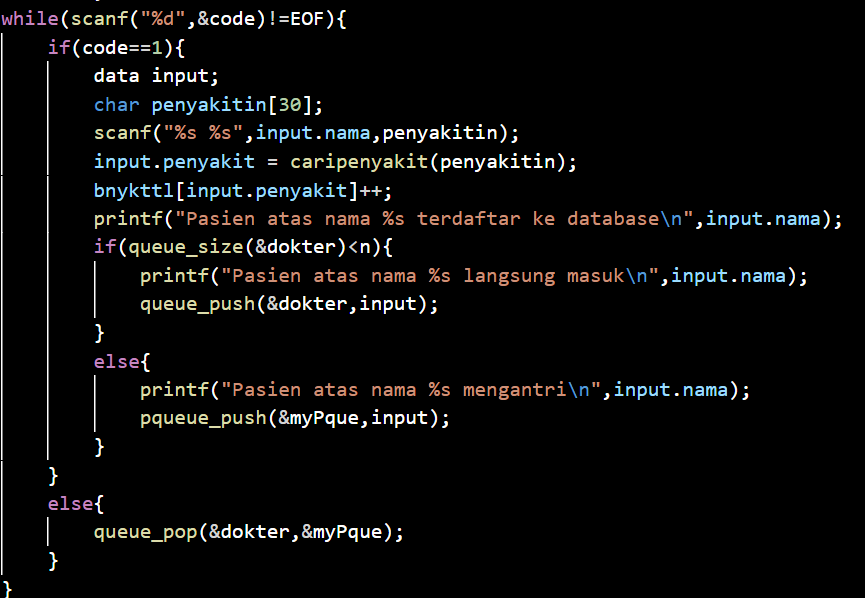 while(scanf("%d",&code)!=EOF){
    if(code==1){
        data input;
        char penyakitin[30];
        scanf("%s %s",input.nama,penyakitin);
        input.penyakit = caripenyakit(penyakitin);
        bnykttl[input.penyakit]++;
        printf("Pasien atas nama %s terdaftar ke database\n",input.nama);
        if(queue_size(&dokter)<n){
            printf("Pasien atas nama %s langsung masuk\n",input.nama);
            queue_push(&dokter,input);
        }
        else{
            printf("Pasien atas nama %s mengantri\n",input.nama);
            pqueue_push(&myPque,input);
        }
    }
    else{
        queue_pop(&dokter,&myPque);
    }
}